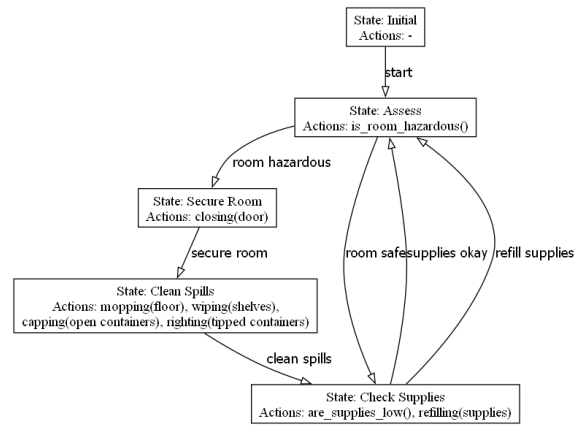 State: Initial
Actions: -
start
State: Assess
Actions: is_room_hazardous()
room hazardous
State: Secure Room
Actions: closing(door)
secure room
room safe
supplies okay
refill supplies
State: Clean Spills
Actions: mopping(floor), wiping(shelves),
capping(open containers), righting(tipped containers)
clean spills
State: Check Supplies
Actions: are_supplies_low(), refilling(supplies)